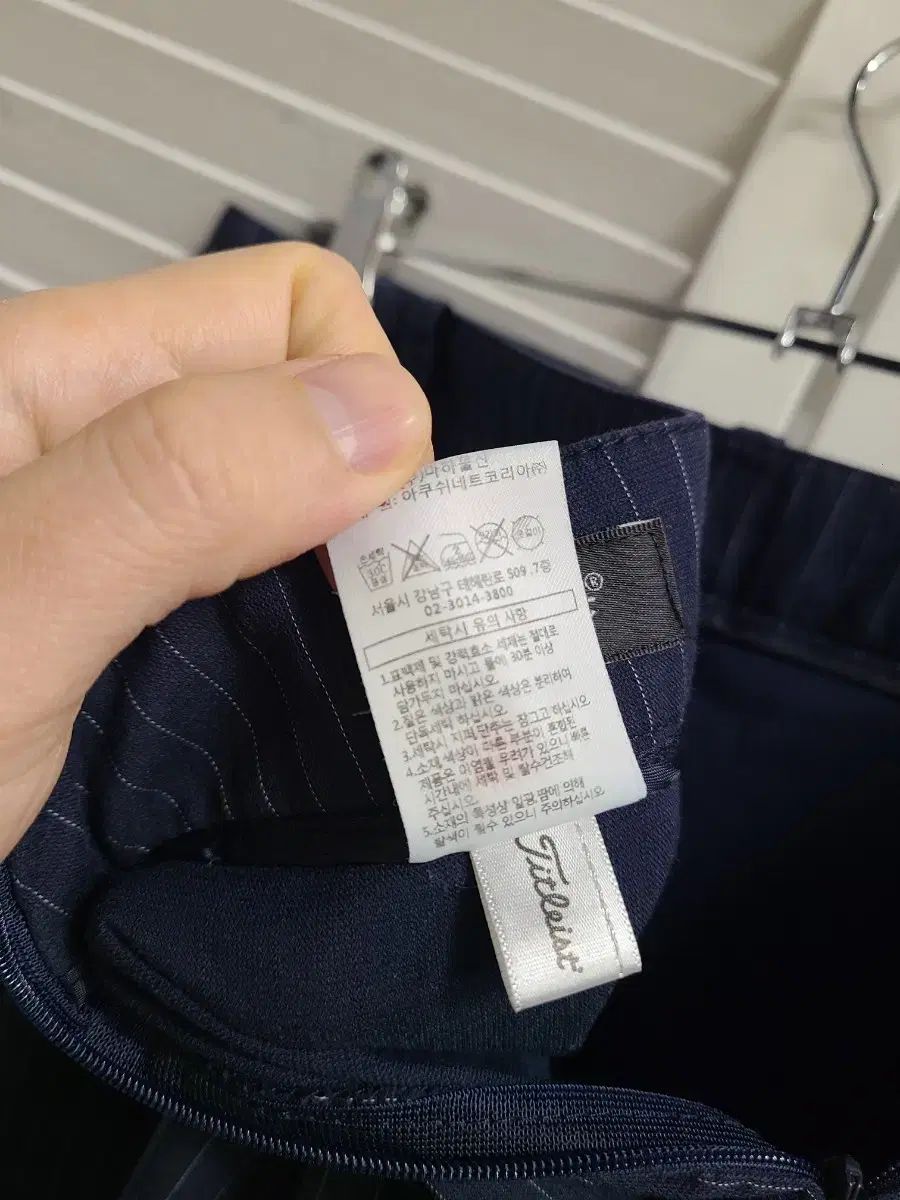 아쿠쉬네트코리아㈜
손세탁
30℃
중성
서울시 강남구 테헤란로 509 ,7층
02-3014-3800
세탁시 유의 사항
1.표백제 및 강력효소 세제는 절대로
사용하지 마시고 물에 30분 이상
담가두지 마십시오.
2.짙은 색상과 맑은 색상은 분리하여
단독세탁 하십시오.
3.세탁시 지퍼,단추는 잠그고 하십시오
4.소재 색상이 다른 부분이 혼합된
제품은 이염될 우려가 있으니 빠른
시간내에 세탁 및 탈수건조해
주십시오.
5.소재의 특성상 일광,땀에 의해
탈색이 될수 있으니 주의하십시오
®
Titleist